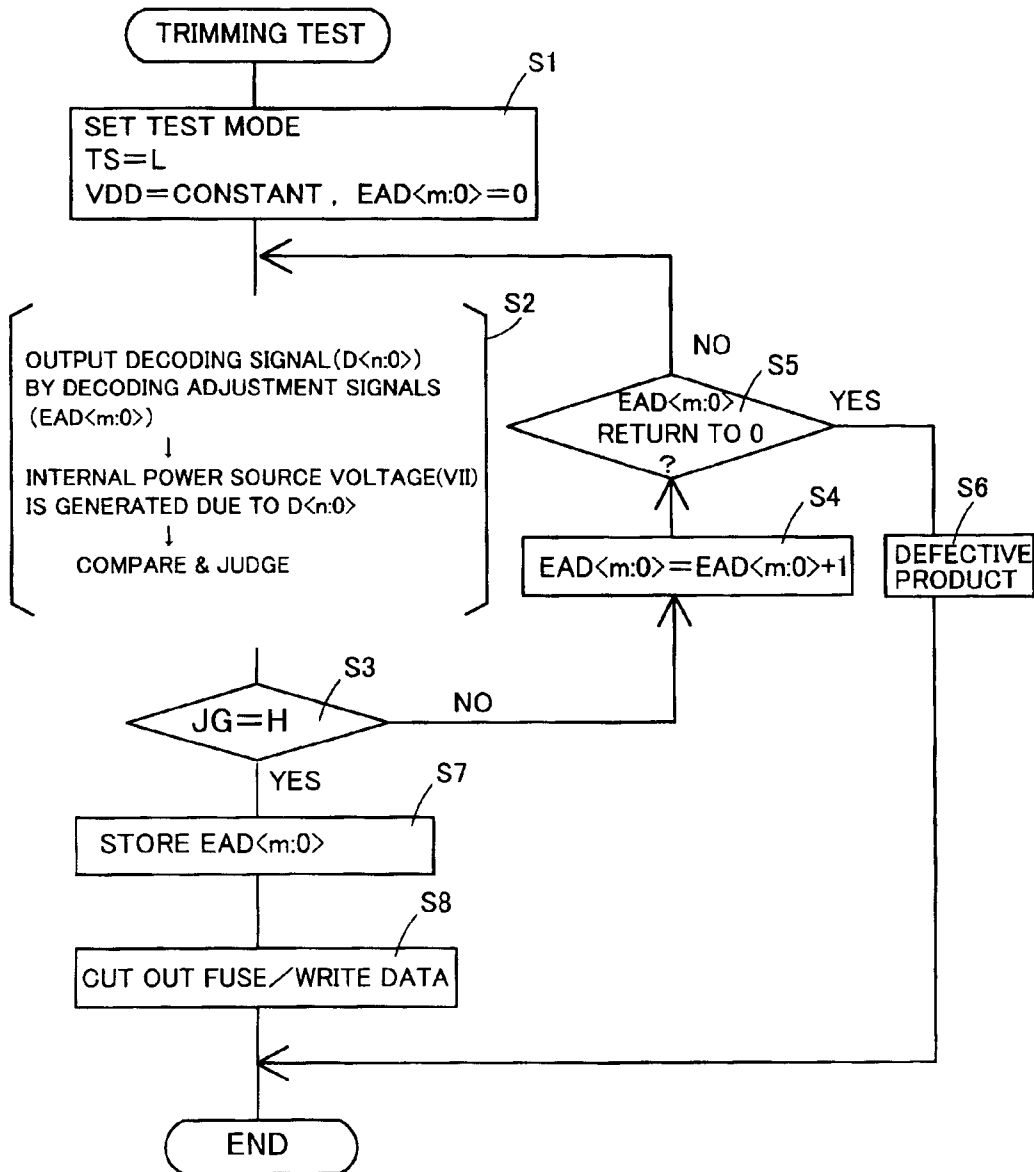 TRIMMING TEST
S1
SET TEST MODE
TS=L
VDD=CONSTANT, EAD<m:0>=0
S2
OUTPUT DECODING SIGNAL(D<n:0>)
BY DECODING ADJUSTMENT SIGNALS
(EAD<m:0>)
↓
INTERNAL POWER SOURCE VOLTAGE(VII)
IS GENERATED DUE TO D<n:0>
↓
COMPARE & JUDGE
S3
JG=H
NO
YES
S4
EAD<m:0>=EAD<m:0>+1
S5
EAD<m:0>
RETURN TO 0
?
NO
YES
S6
DEFECTIVE
PRODUCT
S7
STORE EAD<m:0>
S8
CUT OUT FUSE/WRITE DATA
END